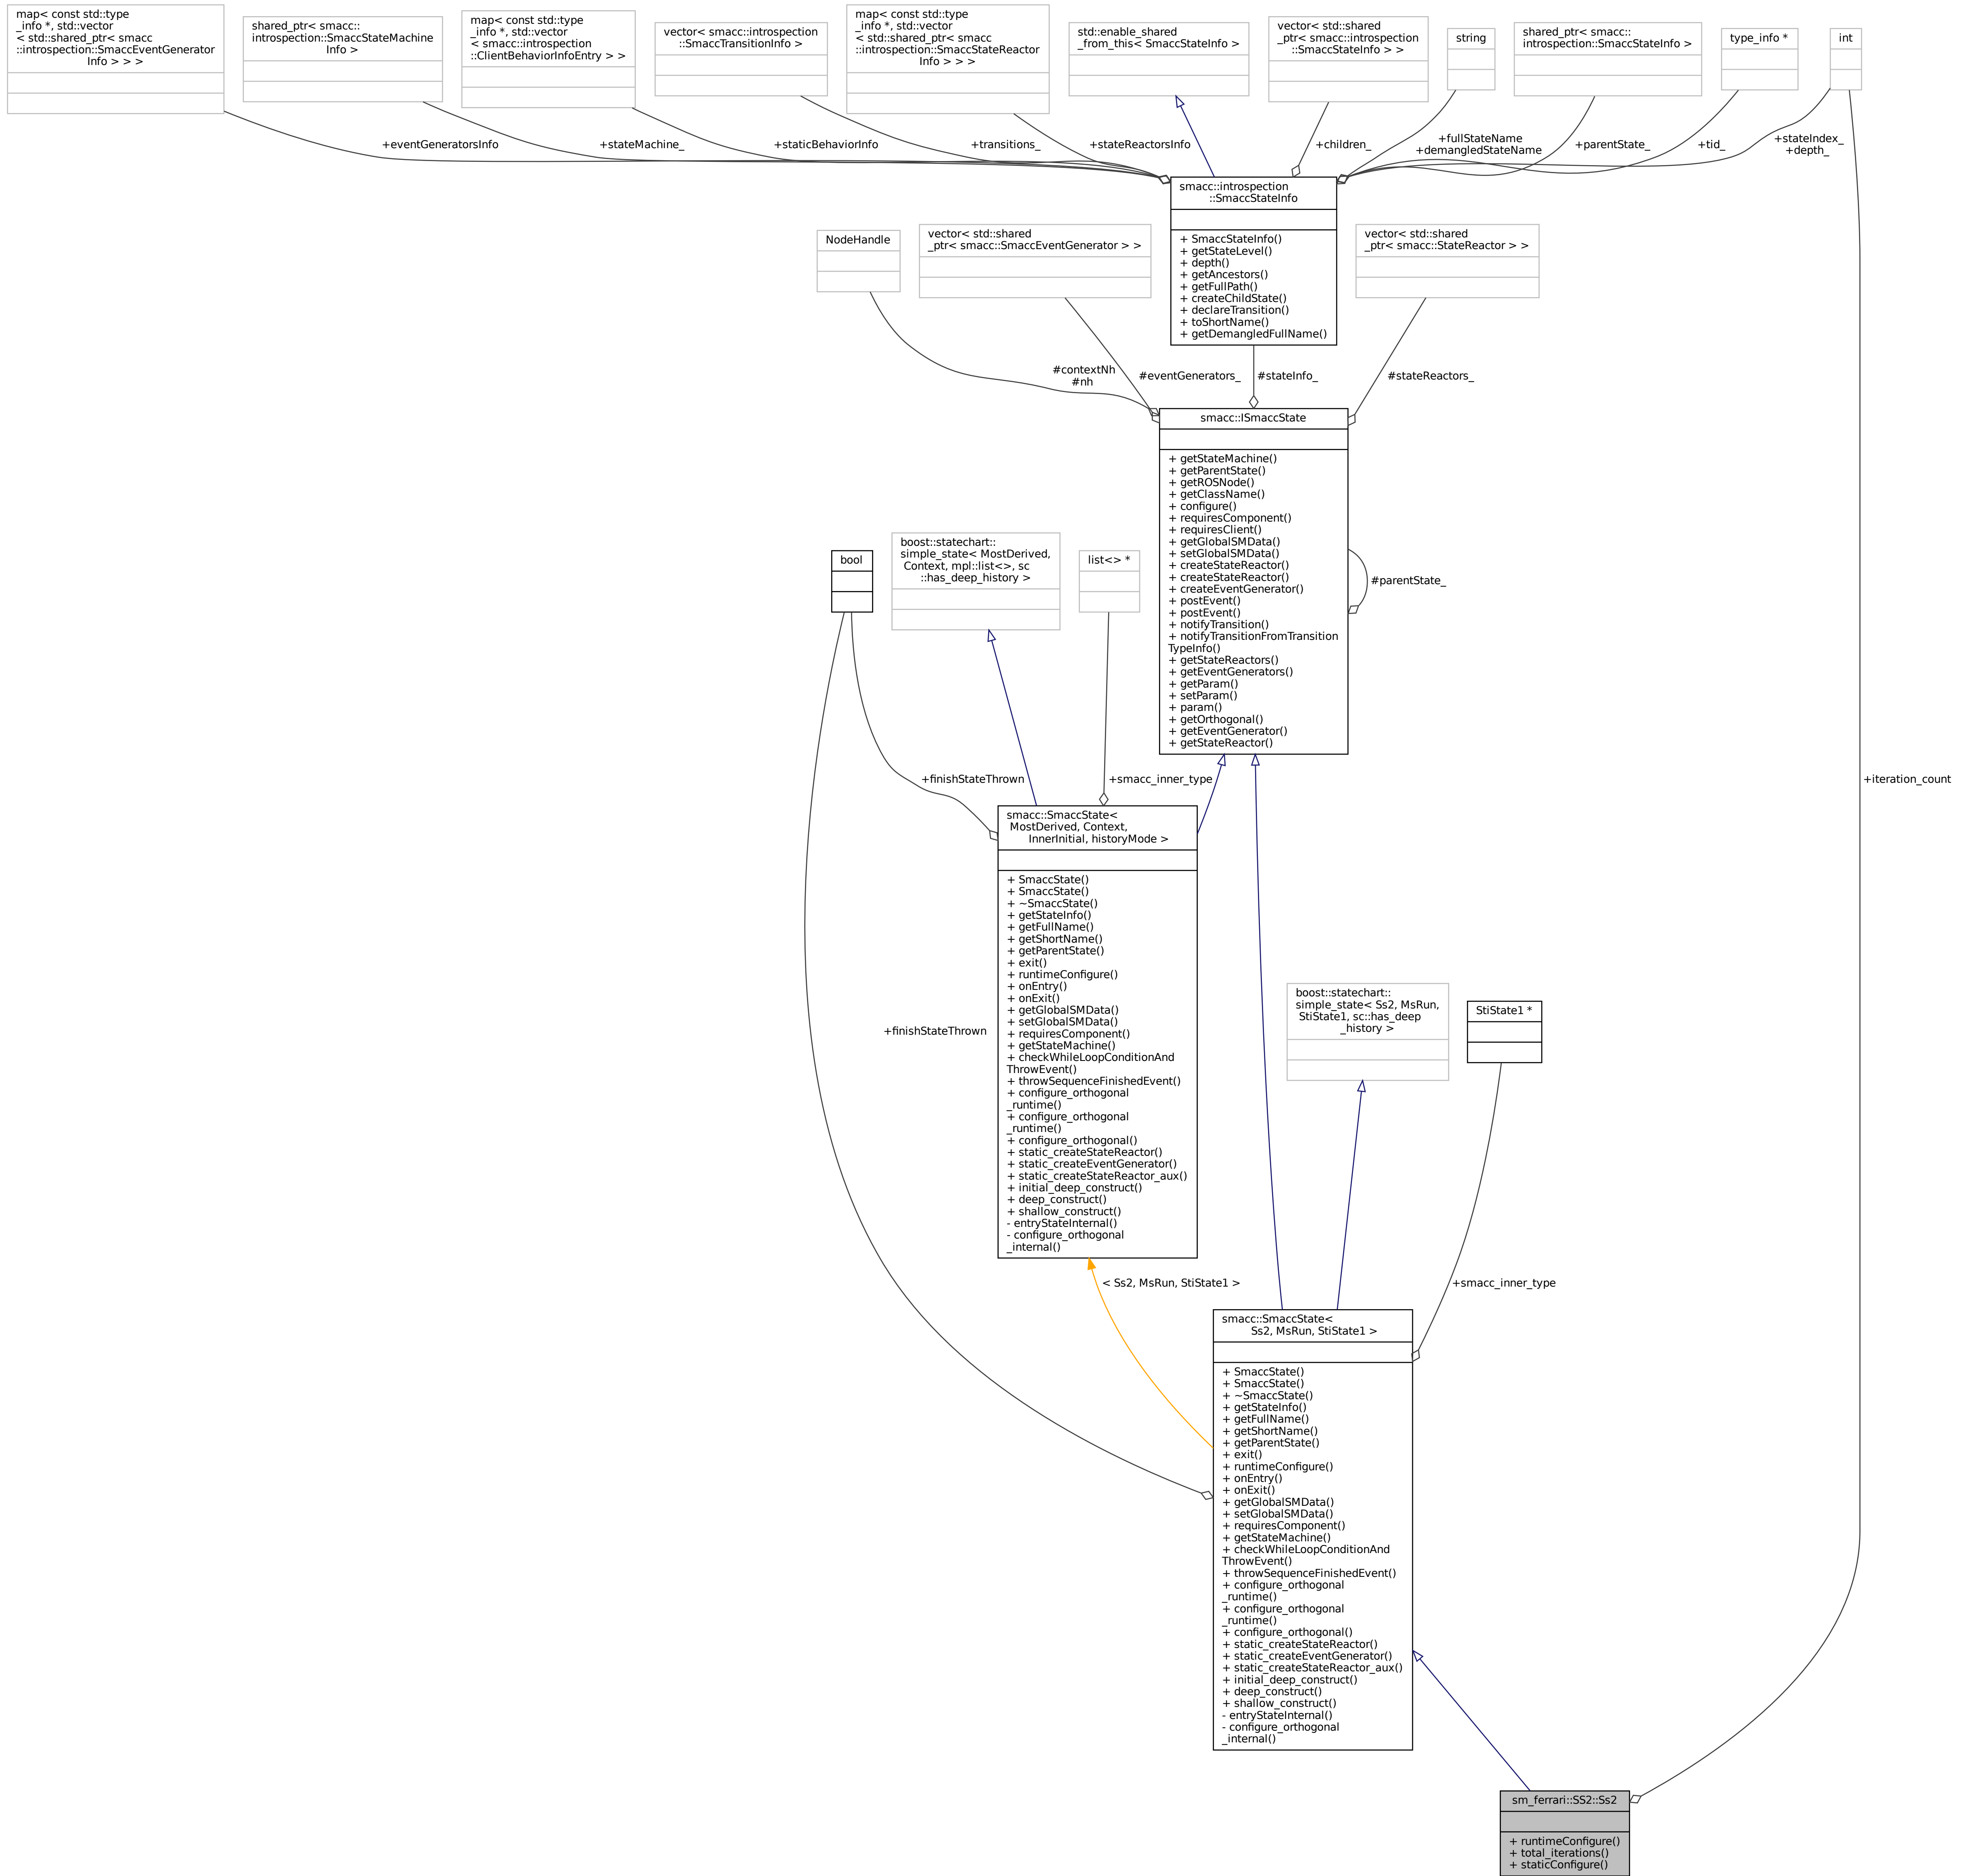 map< const std::type
_info *, std::vector
< std::shared_ptr< smacc
::introspection::SmaccEventGenerator
Info > > >
shared_ptr< smacc::
introspection::SmaccStateMachine
Info >
map< const std::type
_info *, std::vector
< smacc::introspection
::ClientBehaviorInfoEntry > >
vector< smacc::introspection
::SmaccTransitionInfo >
map< const std::type
_info *, std::vector
< std::shared_ptr< smacc
::introspection::SmaccStateReactor
Info > > >
std::enable_shared
_from_this< SmaccStateInfo >
vector< std::shared
_ptr< smacc::introspection
::SmaccStateInfo > >
string
shared_ptr< smacc::
introspection::SmaccStateInfo >
type_info *
int
+eventGeneratorsInfo
+stateMachine_
+staticBehaviorInfo
+transitions_
+stateReactorsInfo
+children_
+fullStateName
+demangledStateName
+parentState_
+tid_
+stateIndex_
+depth_
smacc::introspection
::SmaccStateInfo
+ SmaccStateInfo()
+ getStateLevel()
+ depth()
+ getAncestors()
+ getFullPath()
+ createChildState()
+ declareTransition()
+ toShortName()
+ getDemangledFullName()
NodeHandle
vector< std::shared
_ptr< smacc::SmaccEventGenerator > >
vector< std::shared
_ptr< smacc::StateReactor > >
#contextNh
#nh
#eventGenerators_
#stateInfo_
#stateReactors_
smacc::ISmaccState
+ getStateMachine()
+ getParentState()
+ getROSNode()
+ getClassName()
+ configure()
+ requiresComponent()
+ requiresClient()
+ getGlobalSMData()
+ setGlobalSMData()
+ createStateReactor()
+ createStateReactor()
+ createEventGenerator()
+ postEvent()
+ postEvent()
+ notifyTransition()
+ notifyTransitionFromTransition
TypeInfo()
+ getStateReactors()
+ getEventGenerators()
+ getParam()
+ setParam()
+ param()
+ getOrthogonal()
+ getEventGenerator()
+ getStateReactor()
#parentState_
bool
boost::statechart::
simple_state< MostDerived,
Context, mpl::list<>, sc
::has_deep_history >
list<> *
+finishStateThrown
+smacc_inner_type
+iteration_count
smacc::SmaccState<
MostDerived, Context,
InnerInitial, historyMode >
+ SmaccState()
+ SmaccState()
+ ~SmaccState()
+ getStateInfo()
+ getFullName()
+ getShortName()
+ getParentState()
+ exit()
+ runtimeConfigure()
+ onEntry()
+ onExit()
+ getGlobalSMData()
+ setGlobalSMData()
+ requiresComponent()
+ getStateMachine()
+ checkWhileLoopConditionAnd
ThrowEvent()
+ throwSequenceFinishedEvent()
+ configure_orthogonal
_runtime()
+ configure_orthogonal
_runtime()
+ configure_orthogonal()
+ static_createStateReactor()
+ static_createEventGenerator()
+ static_createStateReactor_aux()
+ initial_deep_construct()
+ deep_construct()
+ shallow_construct()
- entryStateInternal()
- configure_orthogonal
_internal()
+finishStateThrown
boost::statechart::
simple_state< Ss2, MsRun,
StiState1, sc::has_deep
_history >
StiState1 *
< Ss2, MsRun, StiState1 >
+smacc_inner_type
smacc::SmaccState<
Ss2, MsRun, StiState1 >
+ SmaccState()
+ SmaccState()
+ ~SmaccState()
+ getStateInfo()
+ getFullName()
+ getShortName()
+ getParentState()
+ exit()
+ runtimeConfigure()
+ onEntry()
+ onExit()
+ getGlobalSMData()
+ setGlobalSMData()
+ requiresComponent()
+ getStateMachine()
+ checkWhileLoopConditionAnd
ThrowEvent()
+ throwSequenceFinishedEvent()
+ configure_orthogonal
_runtime()
+ configure_orthogonal
_runtime()
+ configure_orthogonal()
+ static_createStateReactor()
+ static_createEventGenerator()
+ static_createStateReactor_aux()
+ initial_deep_construct()
+ deep_construct()
+ shallow_construct()
- entryStateInternal()
- configure_orthogonal
_internal()
sm_ferrari::SS2::Ss2
+ runtimeConfigure()
+ total_iterations()
+ staticConfigure()